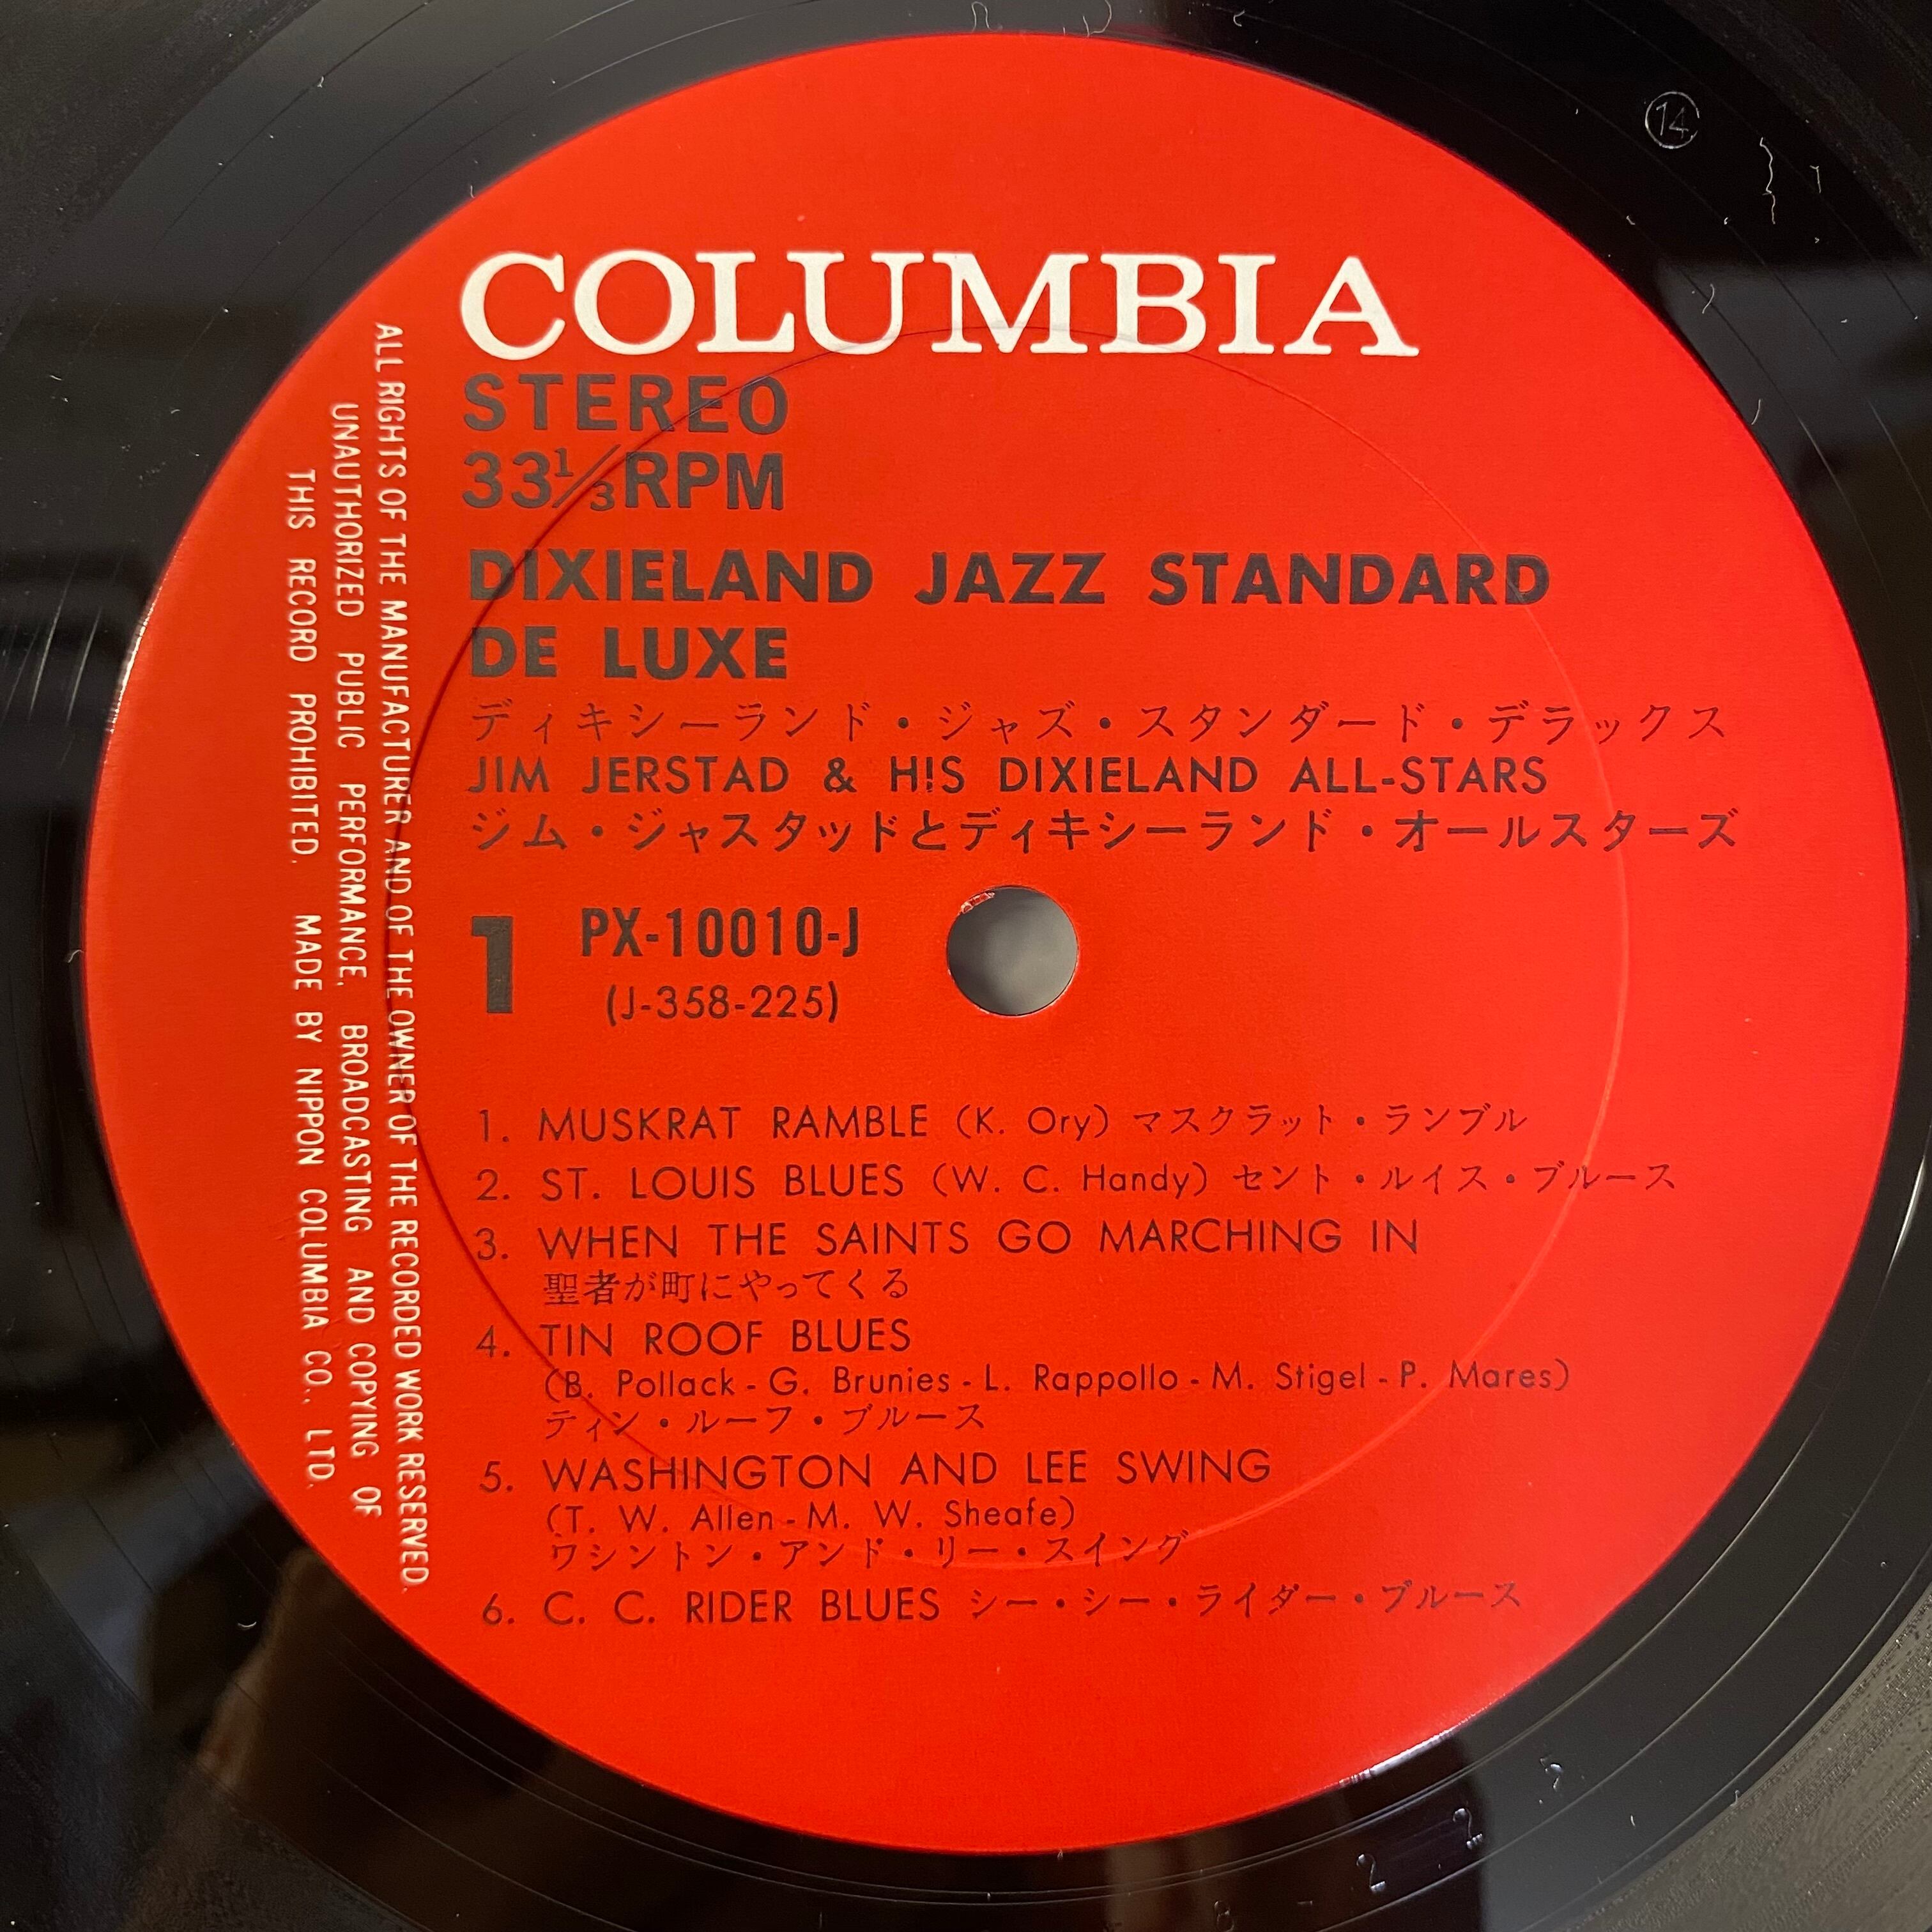 COLUMBIA
STEREO
33 1/3 RPM
DIXIELAND JAZZ STANDARD
DE LUXE
ディキシーランド・ジャズ・スタンダード・デラックス
JIM JERSTAD & HIS DIXIELAND ALL-STARS
ジム・ジャスタッドとディキシーランド・オールスターズ
1 PX-10010-J
(J-358-225)
1. MUSKRAT RAMBLE (K. Ory) マスクラット・ランブル
2. ST. LOUIS BLUES (W. C. Handy) セント・ルイス・ブルース
3. WHEN THE SAINTS GO MARCHING IN
聖者が町にやってくる
4. TIN ROOF BLUES
(B. Pollack - G. Brunies - L. Rappollo - M. Stigel - P. Mares)
ティン・ルーフ・ブルース
5. WASHINGTON AND LEE SWING
(T. W. Allen - M. W. Sheafe)
ワシントン・アンド・リー・スイング
6. C. C. RIDER BLUES シー・シー・ライダー・ブルース
ALL RIGHTS OF THE MANUFACTURER AND OF THE OWNER OF THE RECORDED WORK RESERVED.
UNAUTHORIZED PUBLIC PERFORMANCE, BROADCASTING AND COPYING OF
THIS RECORD PROHIBITED. MADE BY NIPPON COLUMBIA CO., LTD.
14
8-225